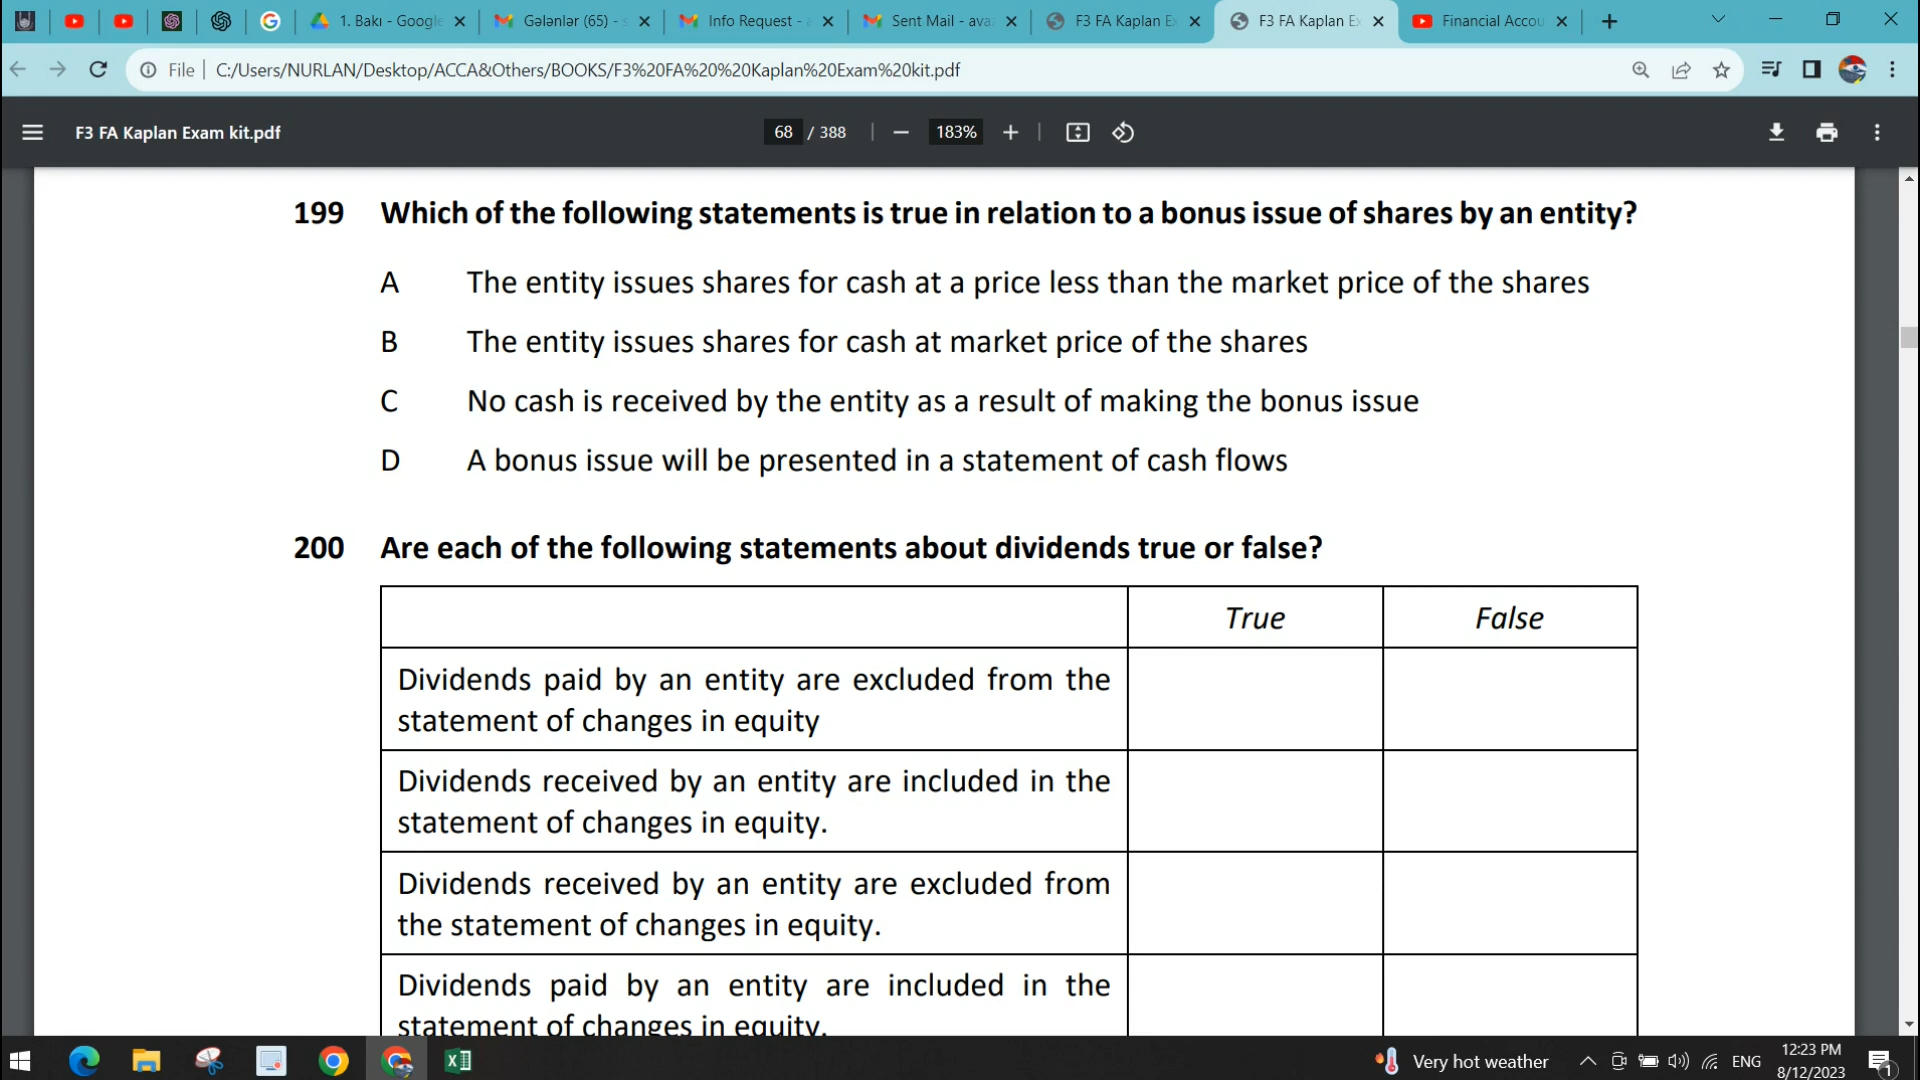 1. Bakı - Google
Gələnlər (65) - s
Info Request - a
Sent Mail - ava
F3 FA Kaplan Ex
F3 FA Kaplan Ex
Financial Accou
File
C:/Users/NURLAN/Desktop/ACCA&Others/BOOKS/F3%20FA%20%20Kaplan%20Exam%20kit.pdf
F3 FA Kaplan Exam kit.pdf
68 / 388
183%
199 Which of the following statements is true in relation to a bonus issue of shares by an entity?
A The entity issues shares for cash at a price less than the market price of the shares
B The entity issues shares for cash at market price of the shares
C No cash is received by the entity as a result of making the bonus issue
D A bonus issue will be presented in a statement of cash flows
200 Are each of the following statements about dividends true or false?
True False
Dividends paid by an entity are excluded from the
statement of changes in equity
Dividends received by an entity are included in the
statement of changes in equity.
Dividends received by an entity are excluded from
the statement of changes in equity.
Dividends paid by an entity are included in the
statement of changes in equity.
Very hot weather
ENG
12:23 PM
8/12/2023
1